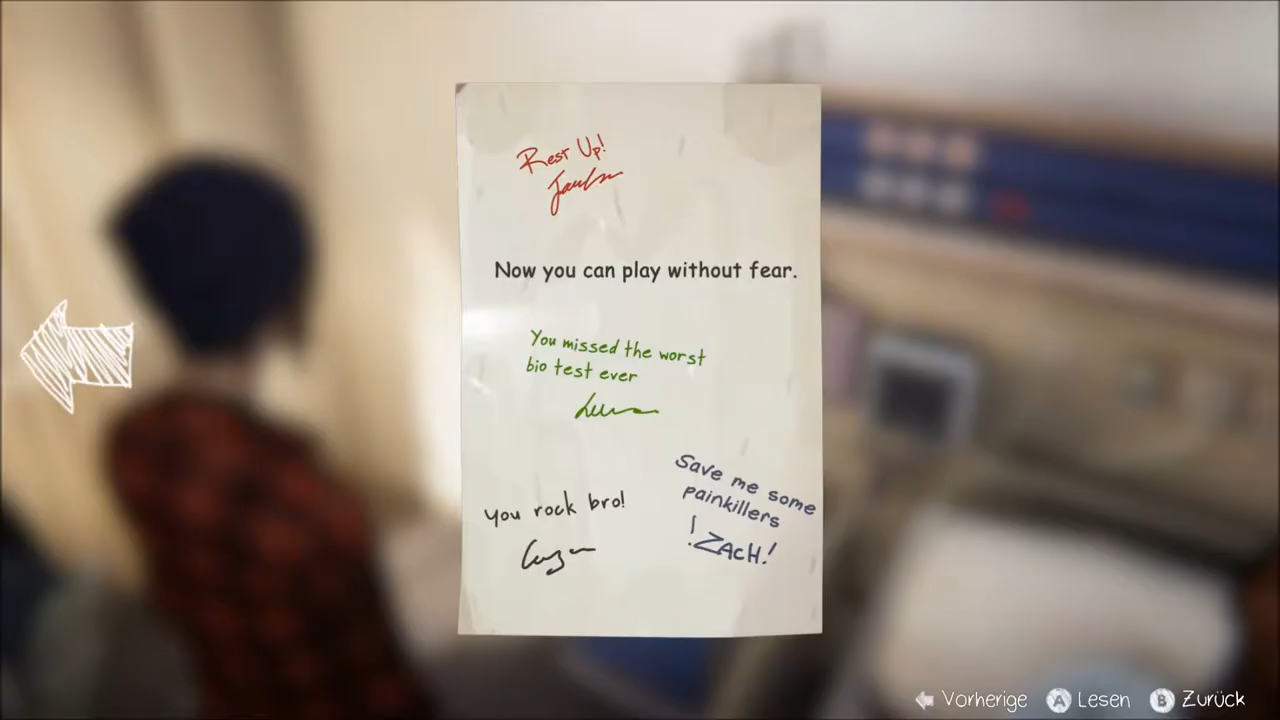 Rest Up!
Now you can play without fear.
You missed the worst
bio test ever
Save me some
painkillers
! ZACH!
you rock bro!
Vorherige
A Lesen
B Zurück